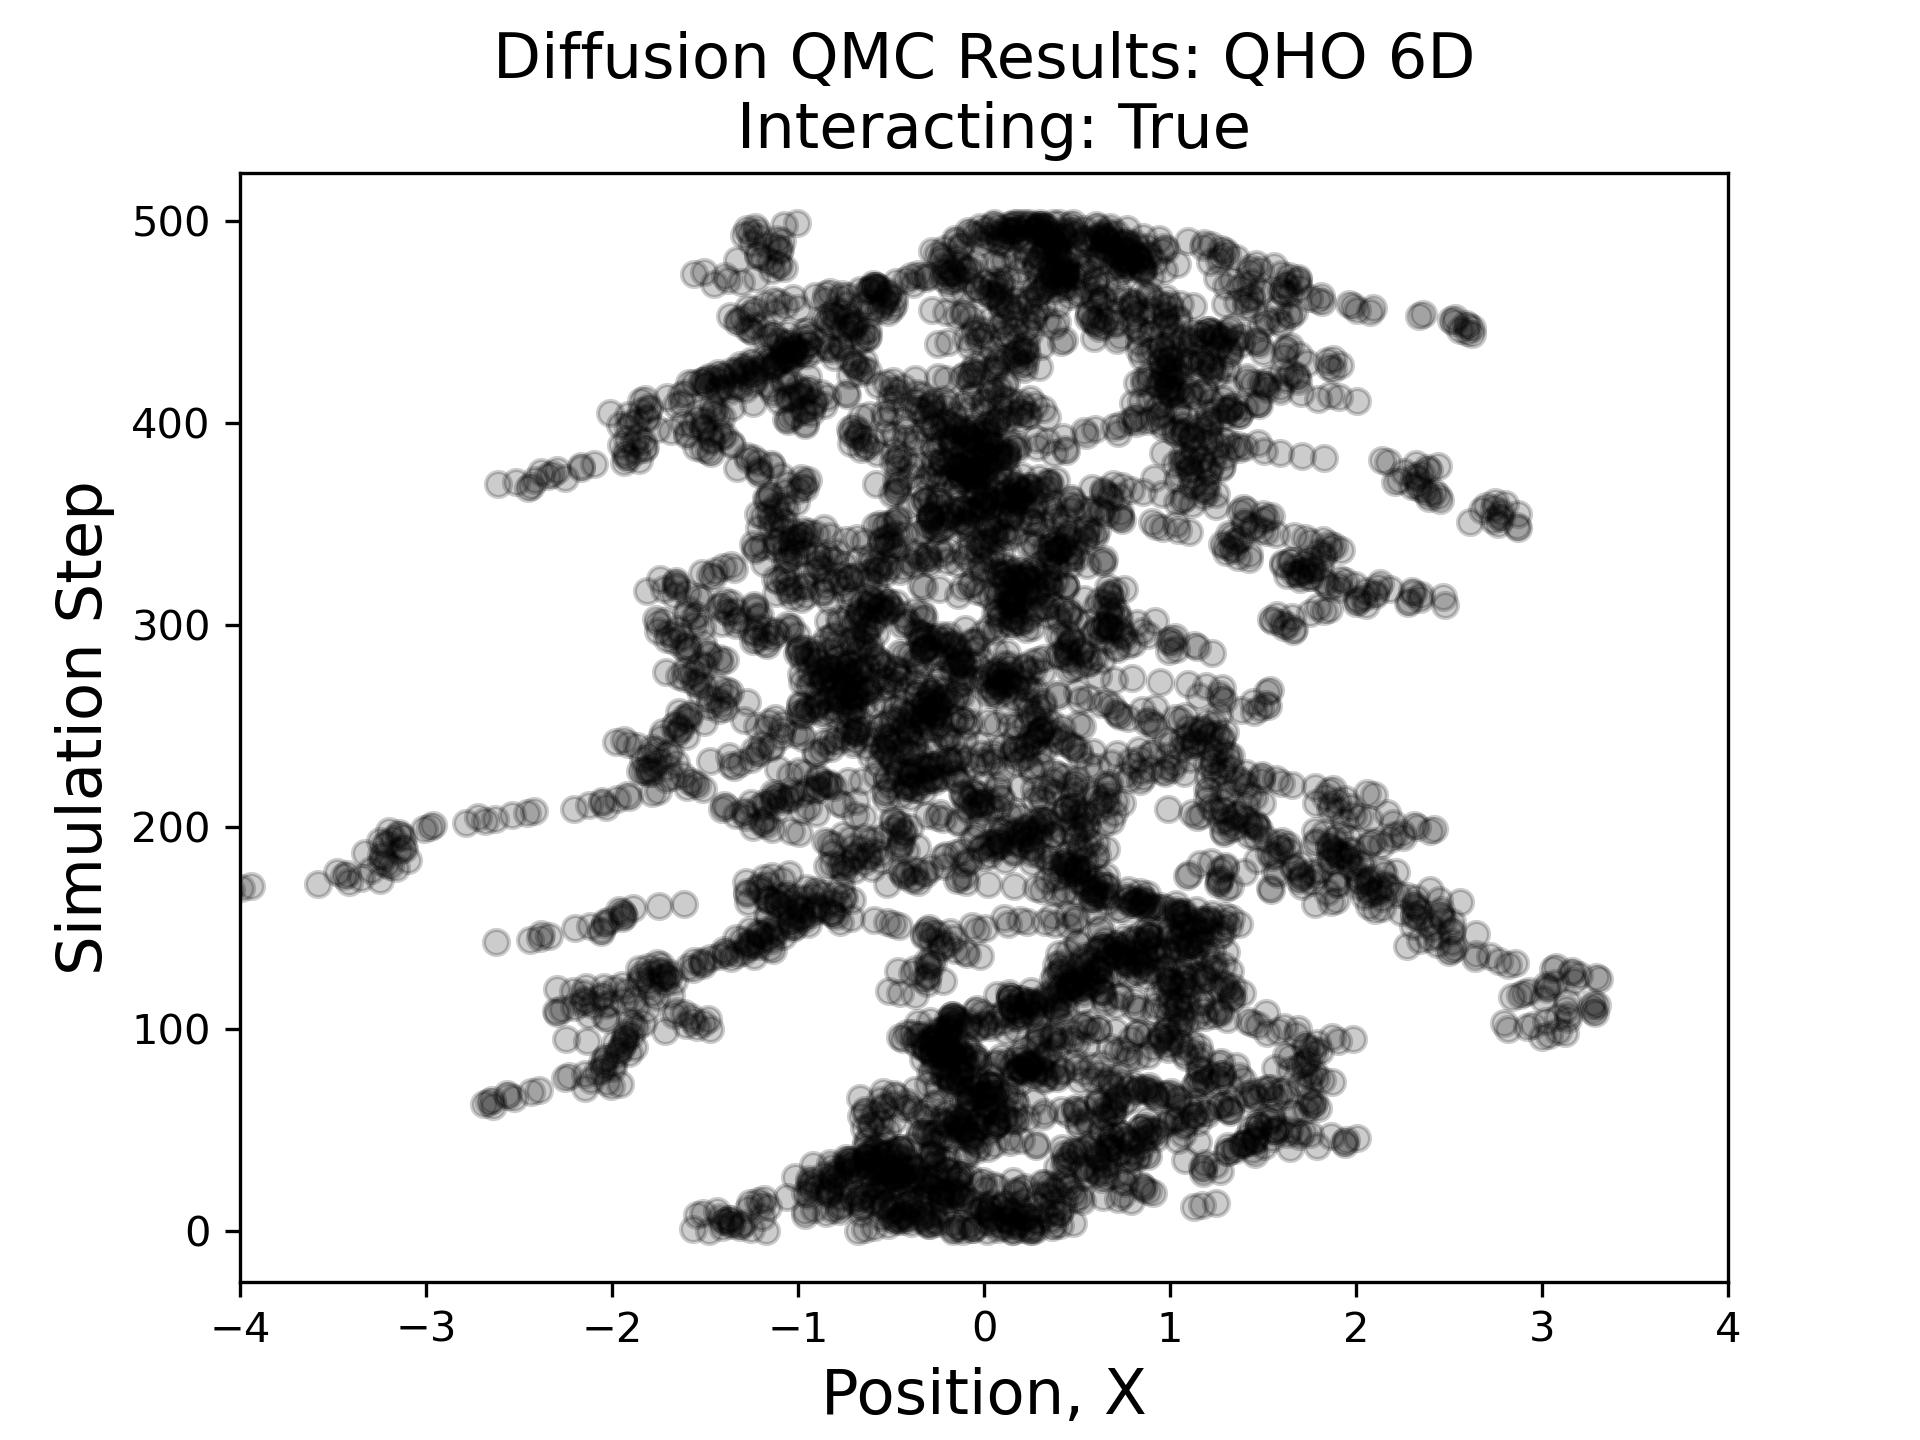 Diffusion QMC Results: QHO 6D
Interacting: True
Simulation Step
500
400
300
200
100
0
−4 −3 −2 −1 0 1 2 3 4
Position, X